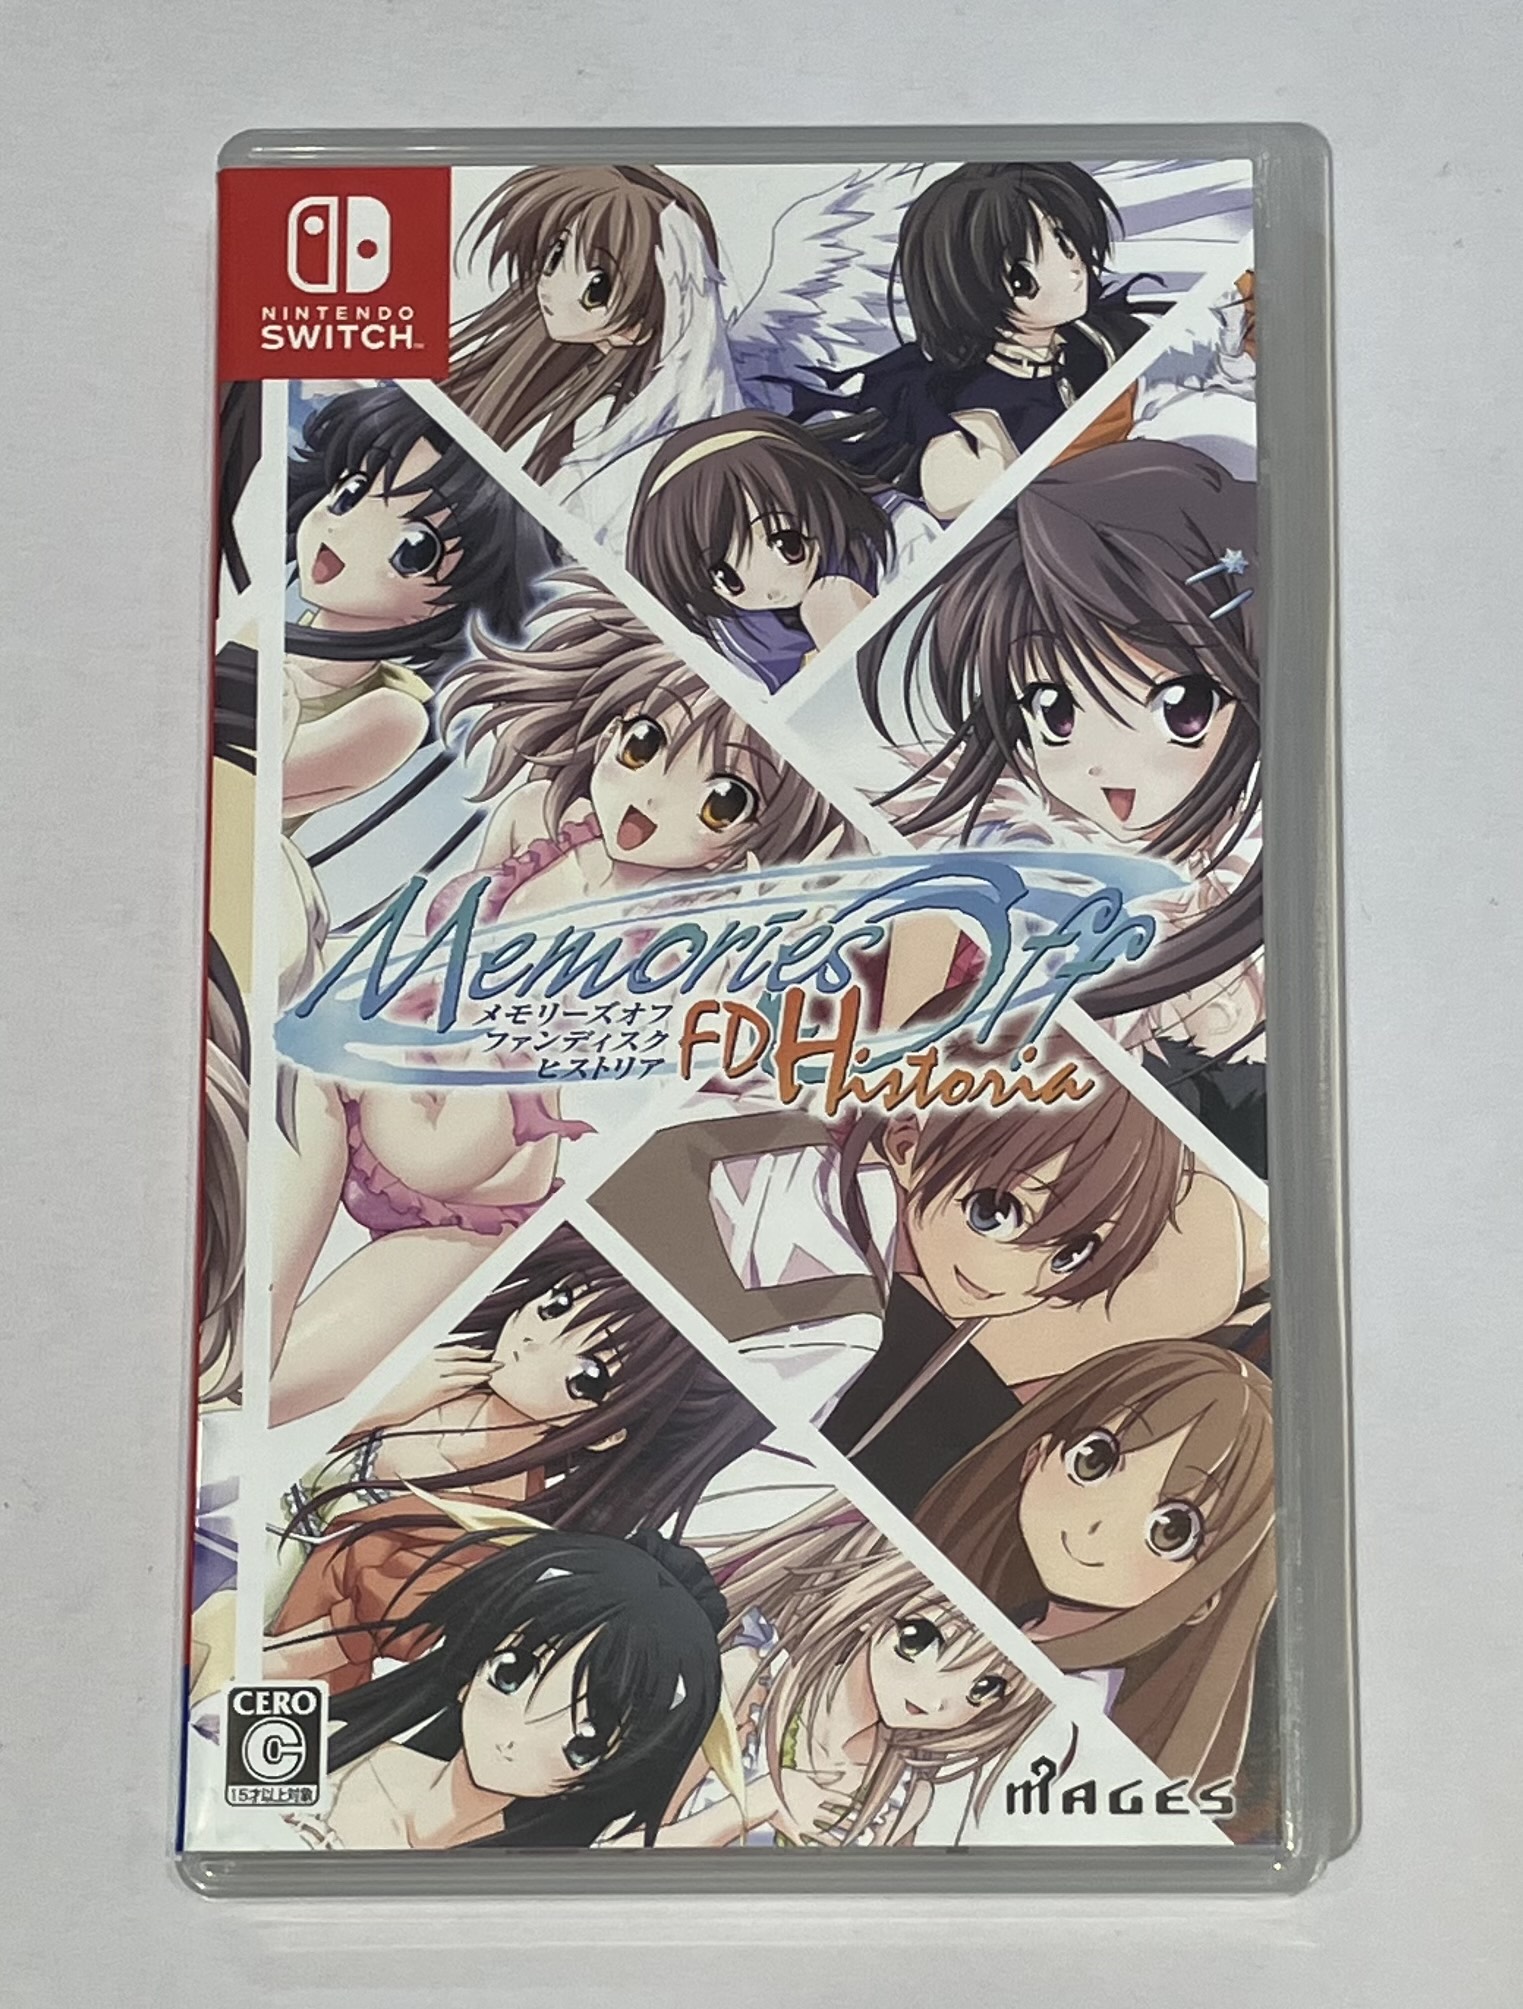 NINTENDO
SWITCH™
Memories Off
メモリーズオフ
ファンディスク
ヒストリア
FD Historia
CERO
C
15才以上対象
MAGES